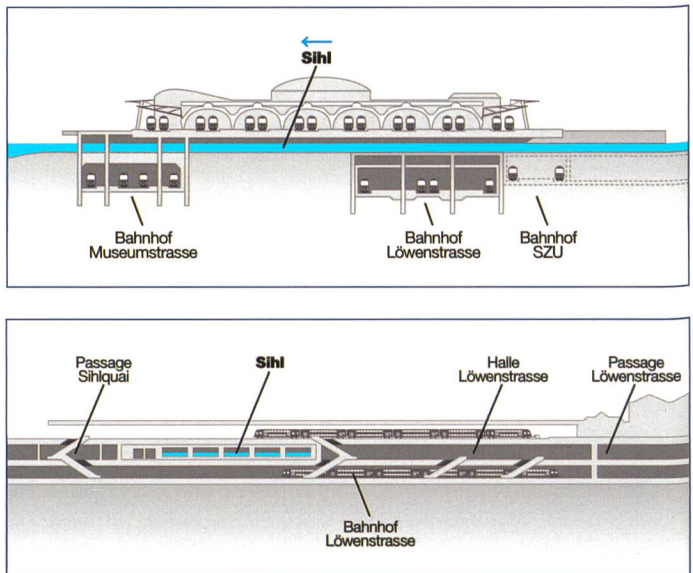 Sihl
Bahnhof
Museumstrasse
Bahnhof
Löwenstrasse
Bahnhof
SZU
Passage
Sihlquai
Sihl
Halle
Löwenstrasse
Passage
Löwenstrasse
Bahnhof
Löwenstrasse